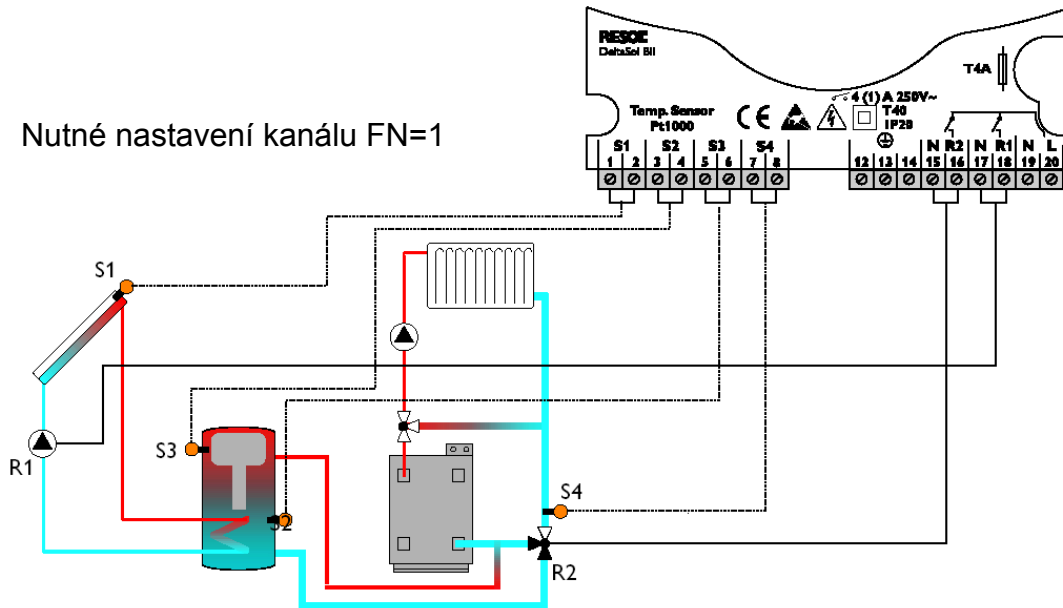 RESOL
DeltaSol BII
T4A
4 (1) A 250V~
Temp. Sensor
Pt1000
CE
T40
IP20
Nutné nastavení kanálu FN=1
S1 S2 S3 S4
N R2 N R1 N L
1 2 3 4 5 6 7 8
12 13 14 15 16 17 18 19 20
S1
S3
R1
S2
S4
R2